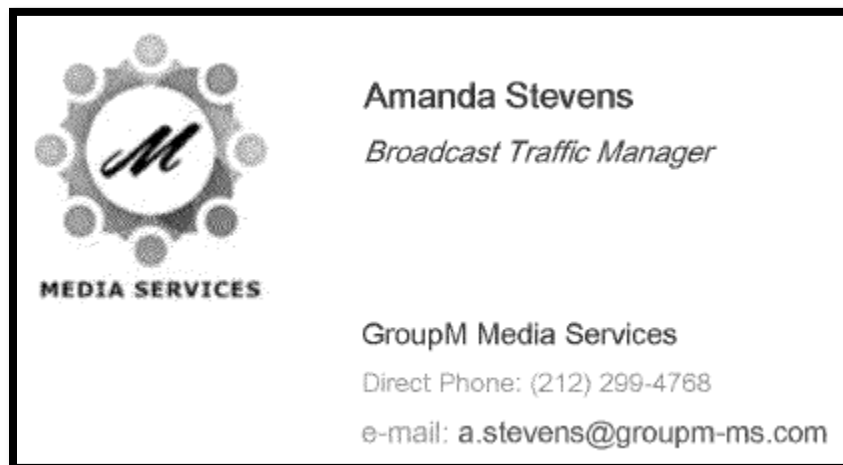 M
MEDIA SERVICES
Amanda Stevens
Broadcast Traffic Manager
GroupM Media Services
Direct Phone: (212) 299-4768
e-mail: a.stevens@groupm-ms.com